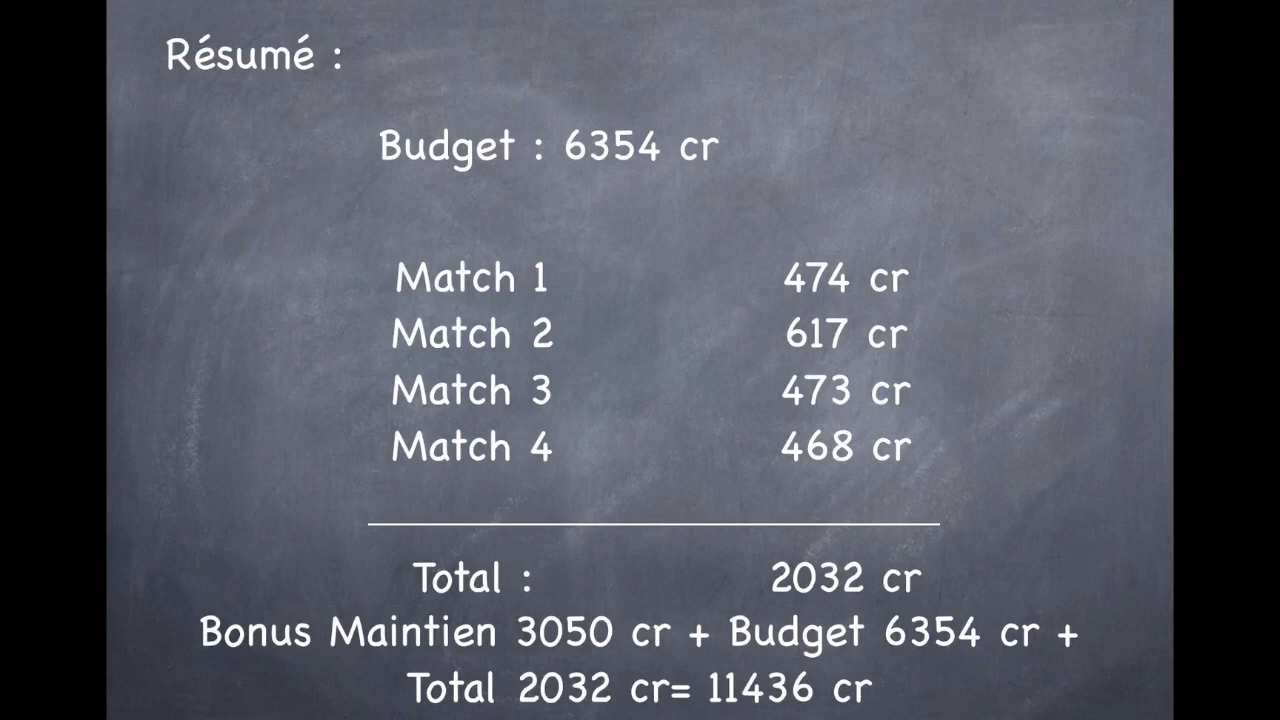 Résumé :
Budget : 6354 cr
Match 1 474 cr
Match 2 617 cr
Match 3 473 cr
Match 4 468 cr
Total : 2032 cr
Bonus Maintien 3050 cr + Budget 6354 cr +
Total 2032 cr= 11436 cr